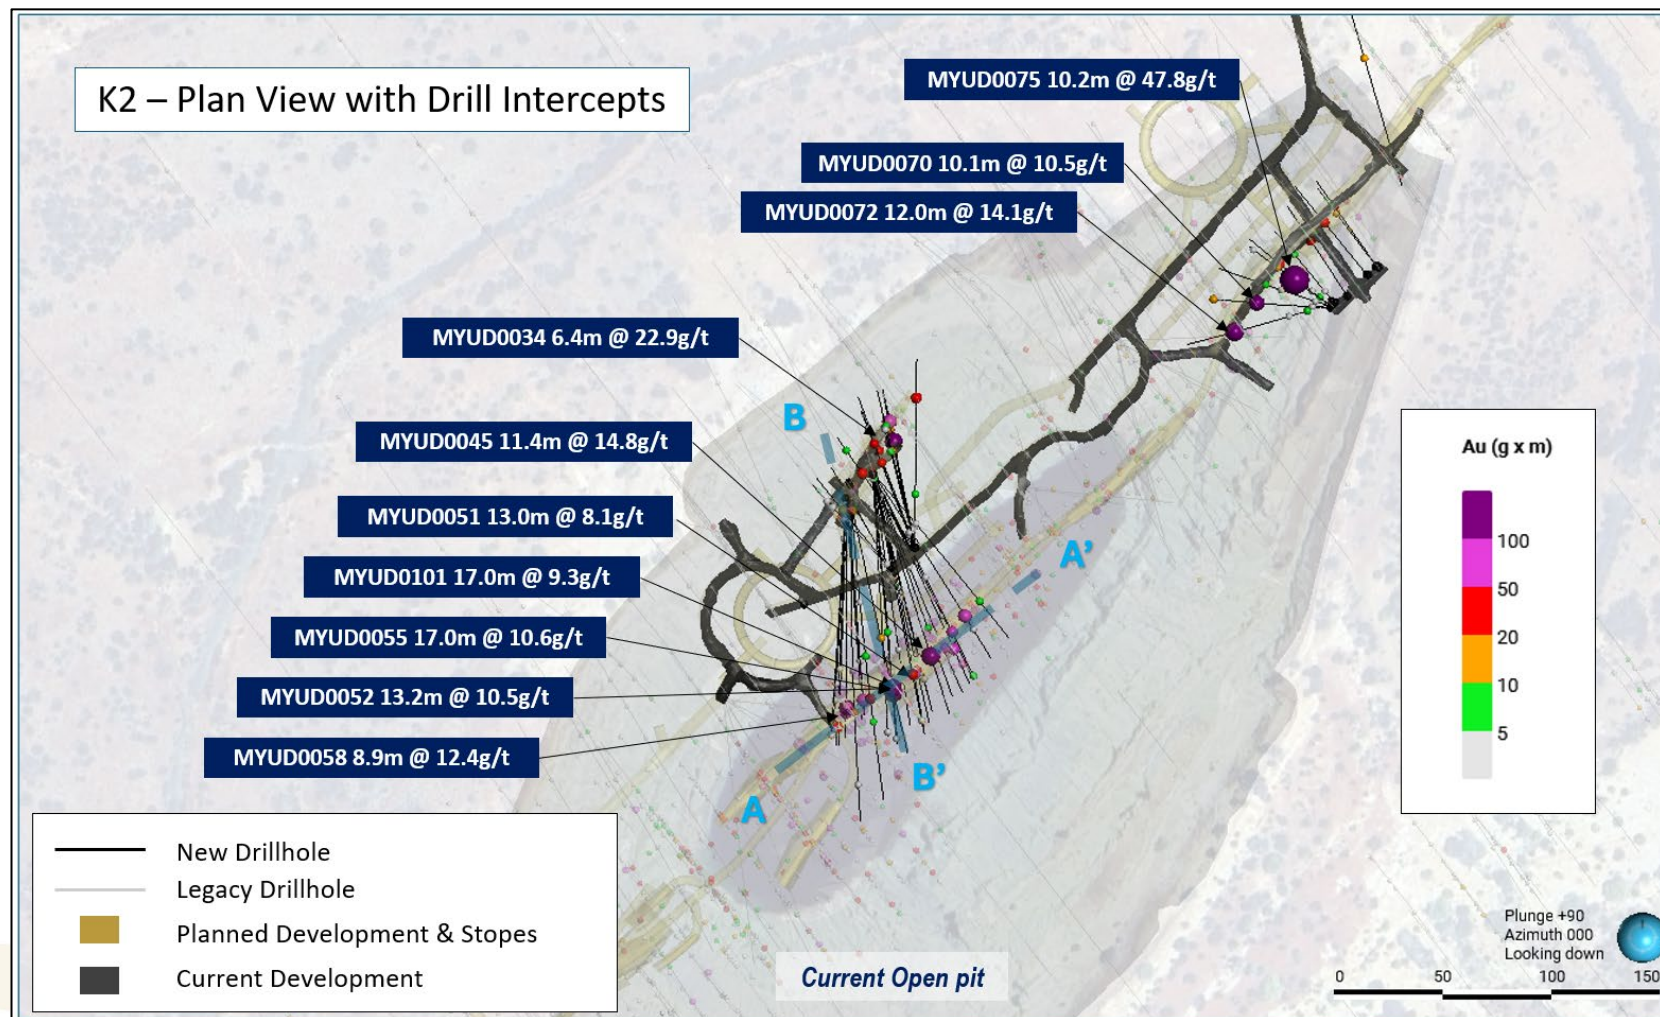 K2 – Plan View with Drill Intercepts
MYUD0075 10.2m @ 47.8g/t
MYUD0070 10.1m @ 10.5g/t
MYUD0072 12.0m @ 14.1g/t
MYUD0034 6.4m @ 22.9g/t
MYUD0045 11.4m @ 14.8g/t
MYUD0051 13.0m @ 8.1g/t
MYUD0101 17.0m @ 9.3g/t
MYUD0055 17.0m @ 10.6g/t
MYUD0052 13.2m @ 10.5g/t
MYUD0058 8.9m @ 12.4g/t
B
A’
B’
A
Au (g x m)
100
50
20
10
5
New Drillhole
Legacy Drillhole
Planned Development & Stopes
Current Development
Current Open pit
Plunge +90
Azimuth 000
Looking down
0 50 100 150